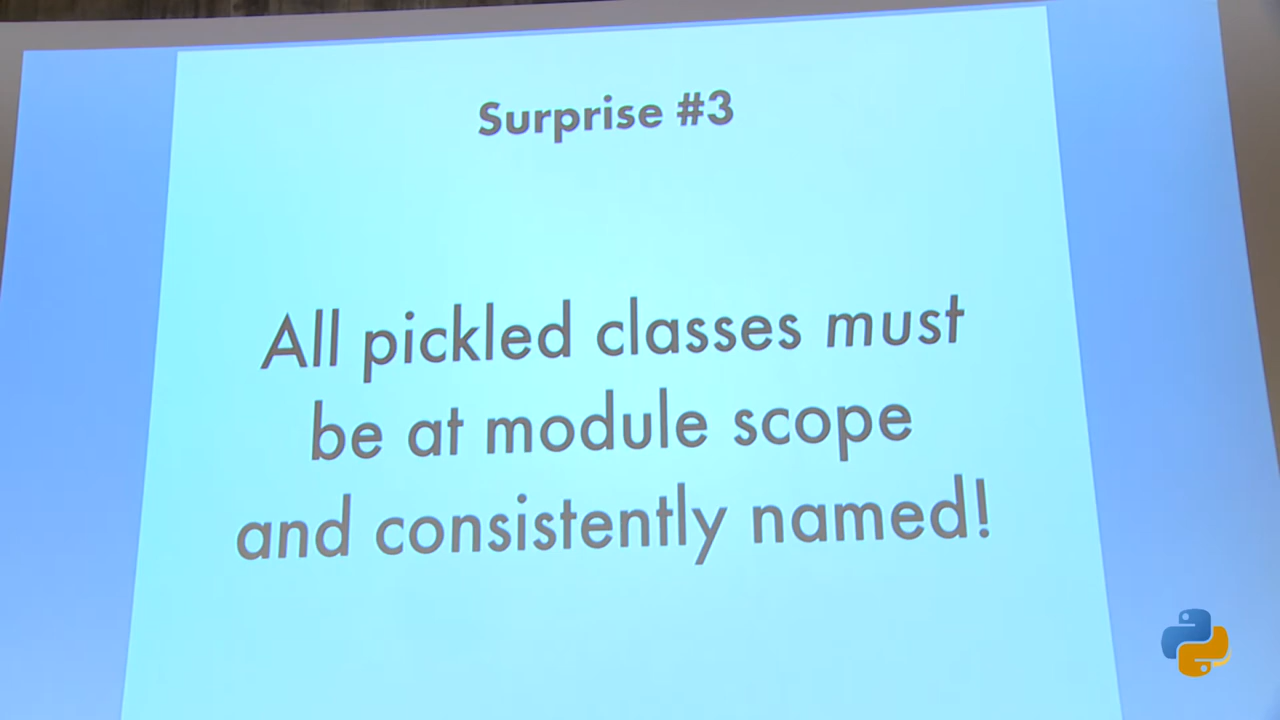 Surprise #3
All pickled classes must
be at module scope
and consistently named!